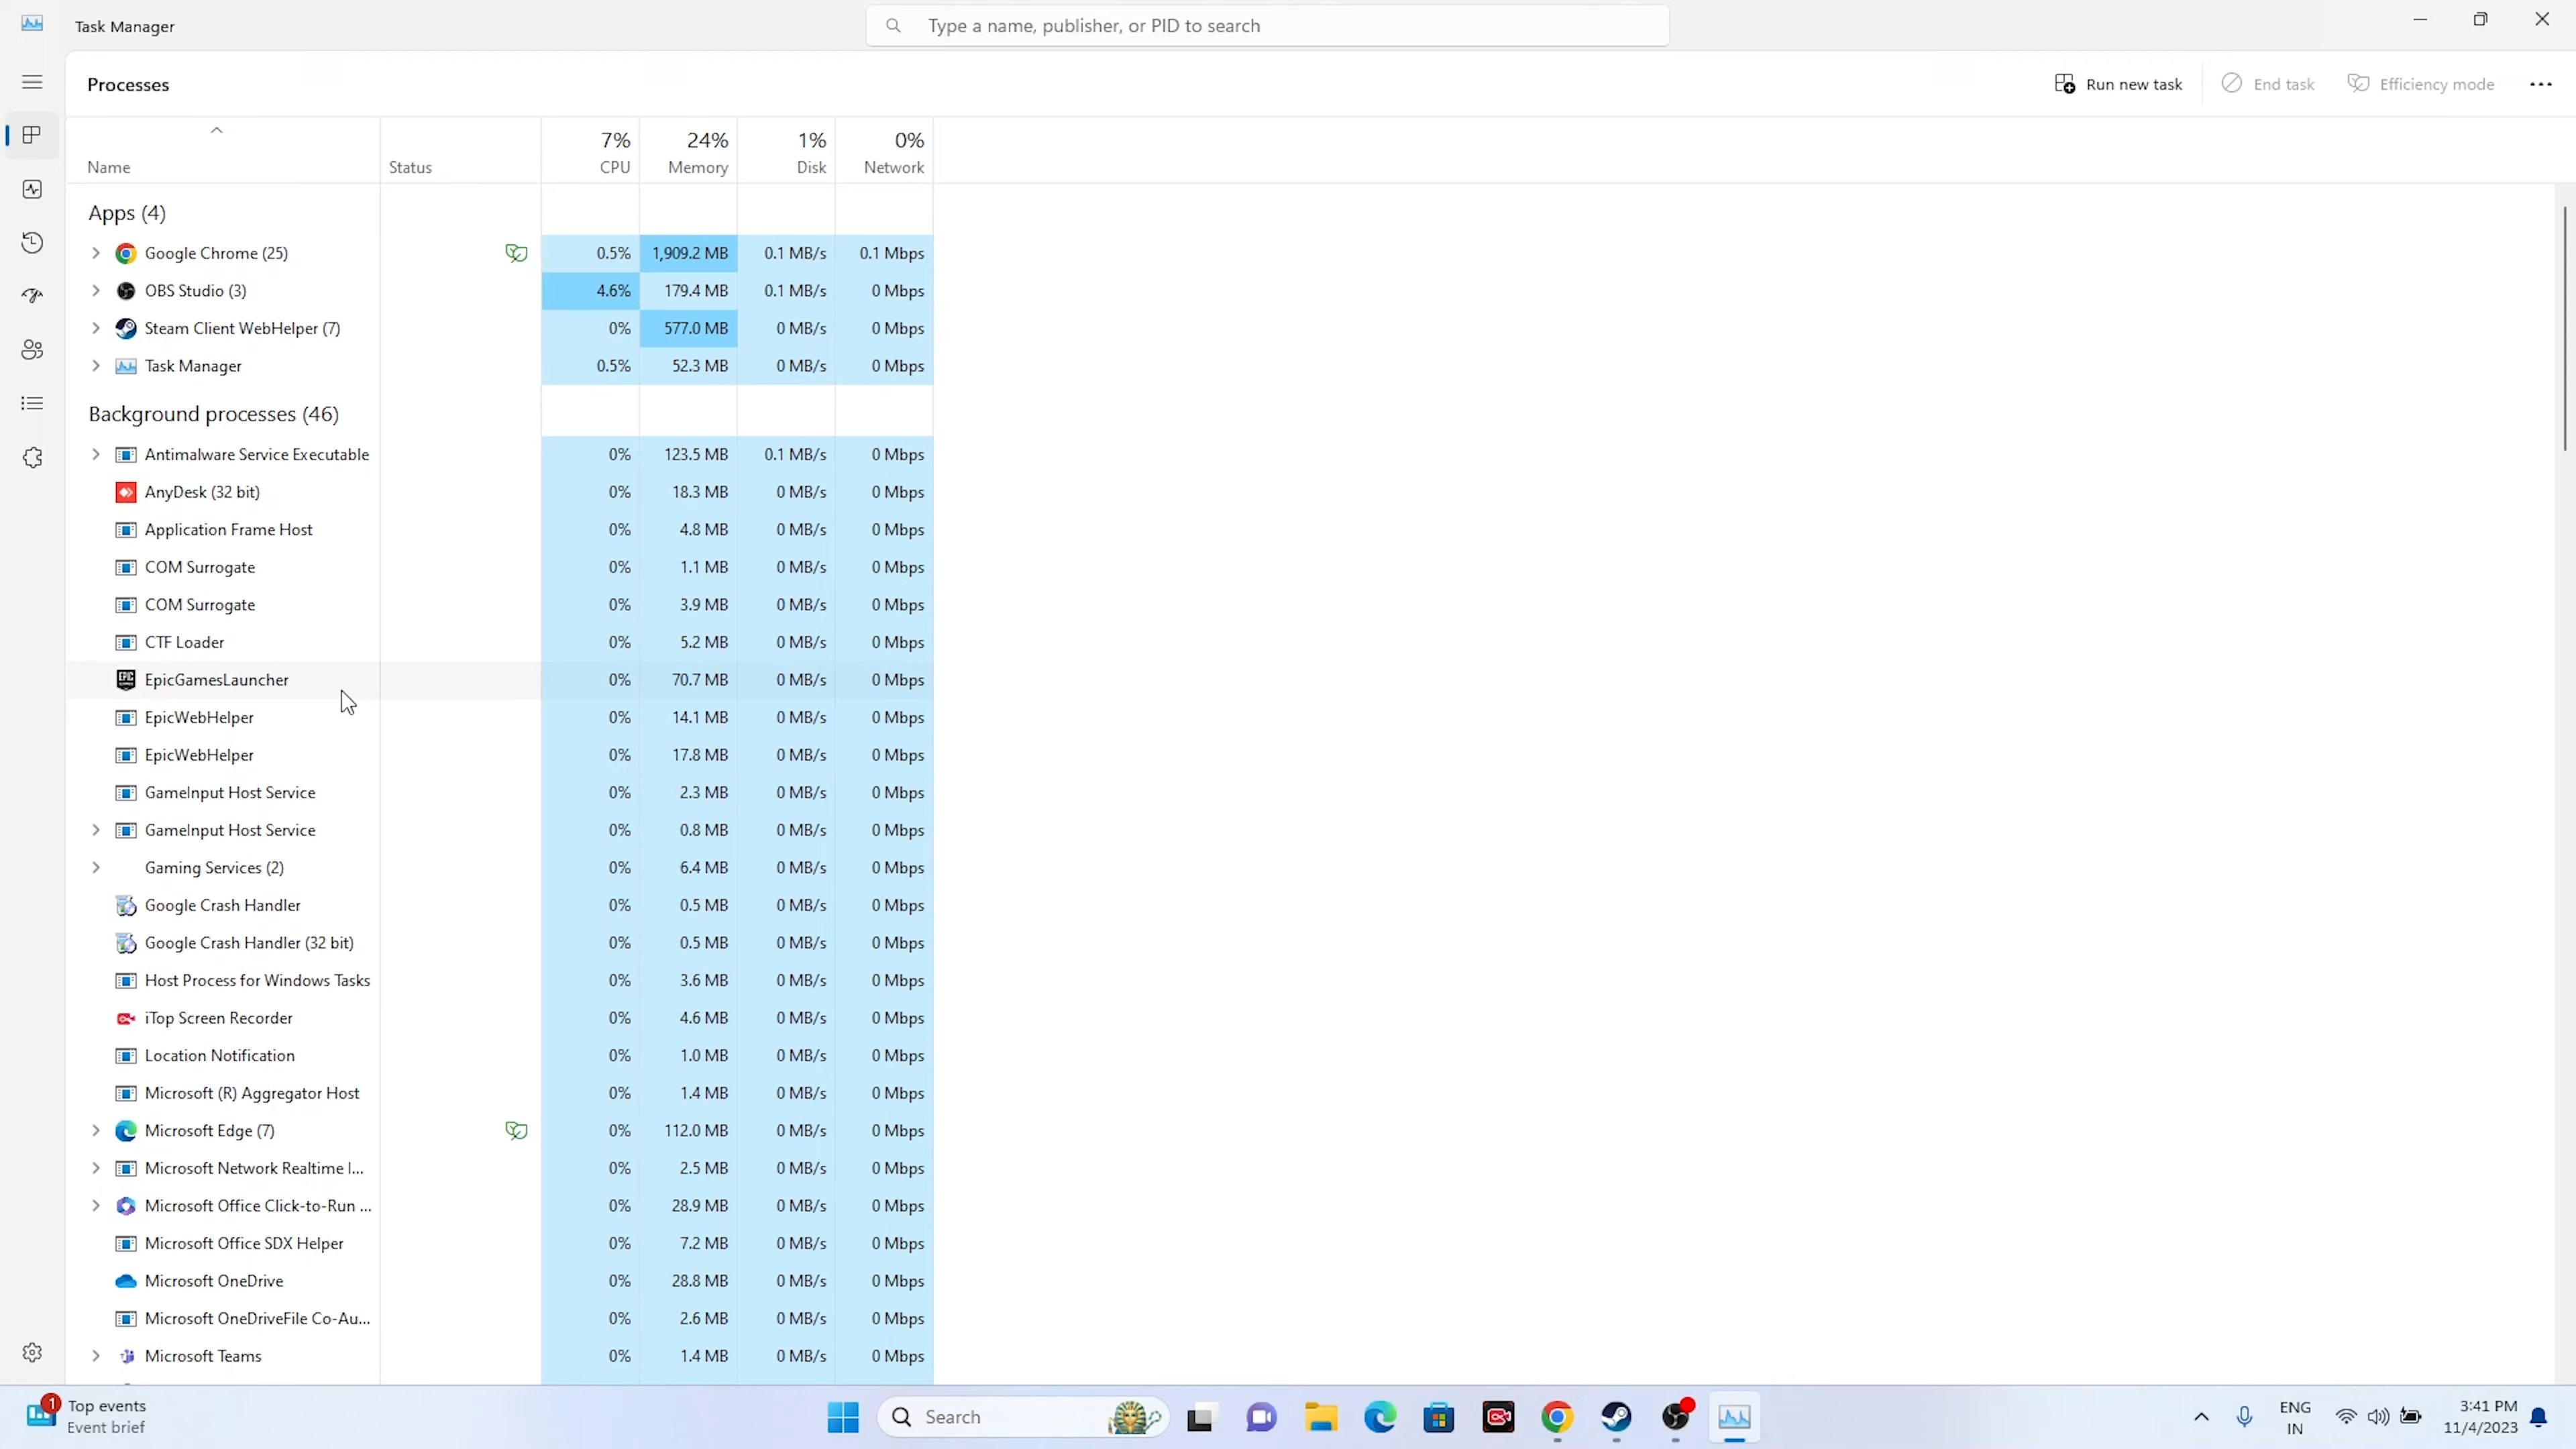 Task Manager
Type a name, publisher, or PID to search
Processes
Run new task End task Efficiency mode
7% 24% 1% 0%
Name Status CPU Memory Disk Network
Apps (4)
Google Chrome (25) 0.5% 1,909.2 MB 0.1 MB/s 0.1 Mbps
OBS Studio (3) 4.6% 179.4 MB 0.1 MB/s 0 Mbps
Steam Client WebHelper (7) 0% 577.0 MB 0 MB/s 0 Mbps
Task Manager 0.5% 52.3 MB 0 MB/s 0 Mbps
Background processes (46)
Antimalware Service Executable 0% 123.5 MB 0.1 MB/s 0 Mbps
AnyDesk (32 bit) 0% 18.3 MB 0 MB/s 0 Mbps
Application Frame Host 0% 4.8 MB 0 MB/s 0 Mbps
COM Surrogate 0% 1.1 MB 0 MB/s 0 Mbps
COM Surrogate 0% 3.9 MB 0 MB/s 0 Mbps
CTF Loader 0% 5.2 MB 0 MB/s 0 Mbps
EpicGamesLauncher 0% 70.7 MB 0 MB/s 0 Mbps
EpicWebHelper 0% 14.1 MB 0 MB/s 0 Mbps
EpicWebHelper 0% 17.8 MB 0 MB/s 0 Mbps
GameInput Host Service 0% 2.3 MB 0 MB/s 0 Mbps
GameInput Host Service 0% 0.8 MB 0 MB/s 0 Mbps
Gaming Services (2) 0% 6.4 MB 0 MB/s 0 Mbps
Google Crash Handler 0% 0.5 MB 0 MB/s 0 Mbps
Google Crash Handler (32 bit) 0% 0.5 MB 0 MB/s 0 Mbps
Host Process for Windows Tasks 0% 3.6 MB 0 MB/s 0 Mbps
iTop Screen Recorder 0% 4.6 MB 0 MB/s 0 Mbps
Location Notification 0% 1.0 MB 0 MB/s 0 Mbps
Microsoft (R) Aggregator Host 0% 1.4 MB 0 MB/s 0 Mbps
Microsoft Edge (7) 0% 112.0 MB 0 MB/s 0 Mbps
Microsoft Network Realtime I... 0% 2.5 MB 0 MB/s 0 Mbps
Microsoft Office Click-to-Run ... 0% 28.9 MB 0 MB/s 0 Mbps
Microsoft Office SDX Helper 0% 7.2 MB 0 MB/s 0 Mbps
Microsoft OneDrive 0% 28.8 MB 0 MB/s 0 Mbps
Microsoft OneDriveFile Co-Au... 0% 2.6 MB 0 MB/s 0 Mbps
Microsoft Teams 0% 1.4 MB 0 MB/s 0 Mbps
1 Top events
Event brief
Search
ENG
IN
3:41 PM
11/4/2023